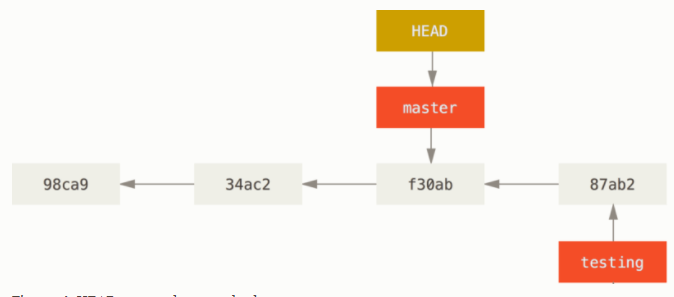 HEAD
master
98ca9
34ac2
f30ab
87ab2
testing